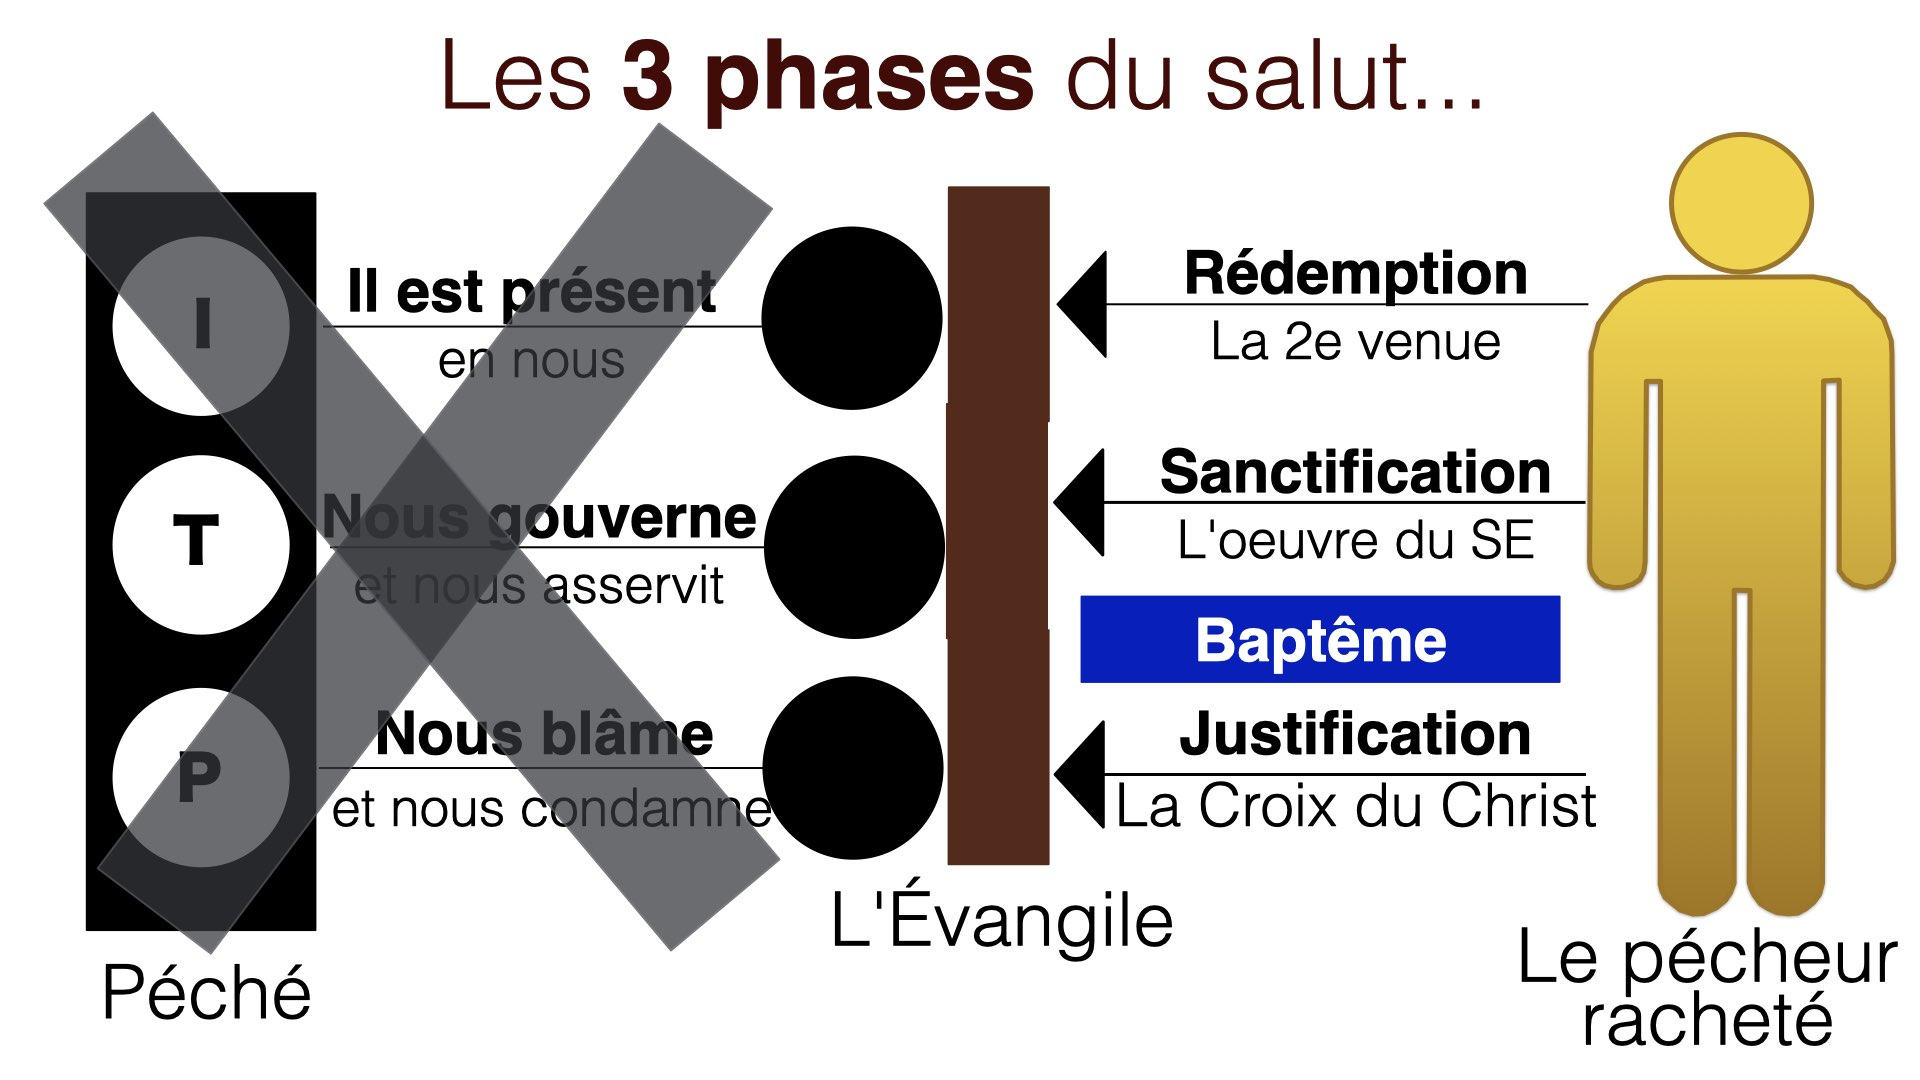 Les 3 phases du salut...
I
Il est présent
en nous
Rédemption
La 2e venue
T
Nous gouverne
et nous asservit
Sanctification
L'oeuvre du SE
Baptême
P
Nous blâme
et nous condamne
Justification
La Croix du Christ
L'Évangile
Péché
Le pécheur
racheté